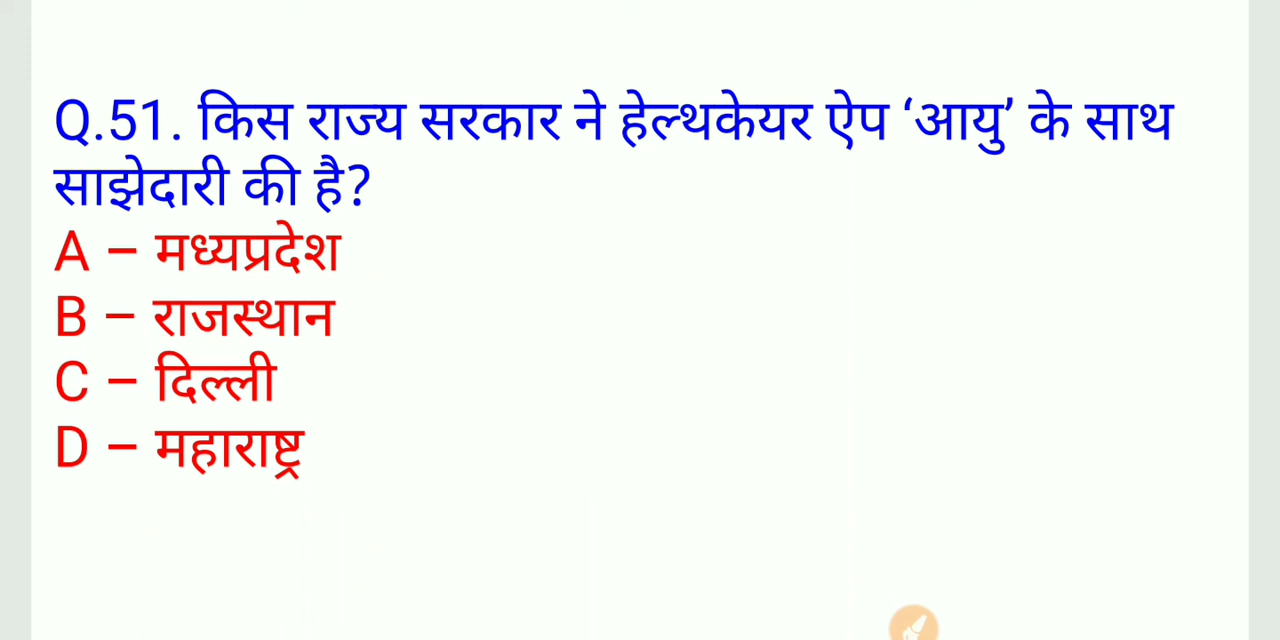 Q.51. किस राज्य सरकार ने हेल्थकेयर ऐप ‘आयु’ के साथ
साझेदारी की है?
A – मध्यप्रदेश
B – राजस्थान
C – दिल्ली
D – महाराष्ट्र